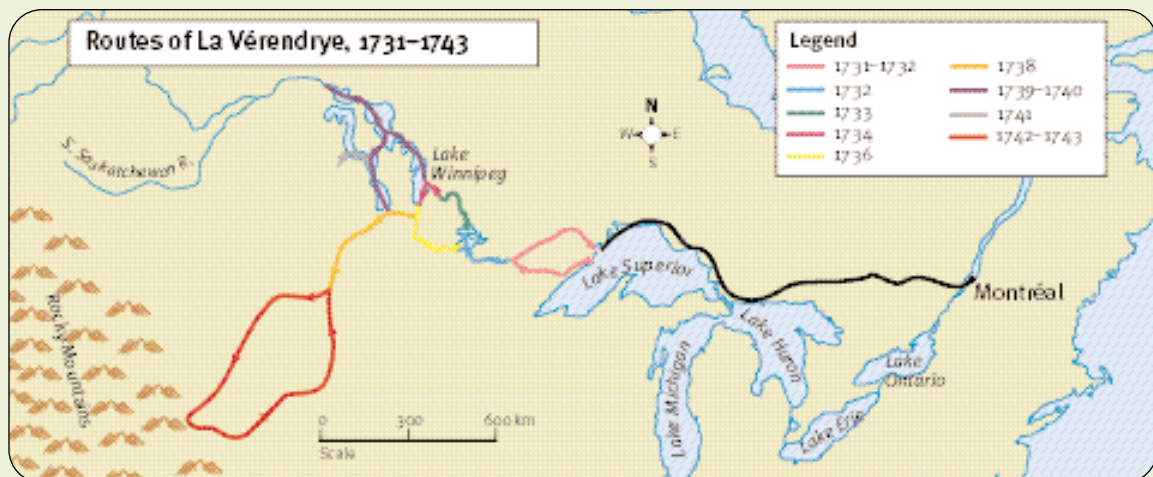 Routes of La Vérendrye, 1731–1743
Legend
1731–1732
1732
1733
1734
1736
1738
1739–1740
1741
1742–1743
N
W
E
S
S. Saskatchewan R.
Lake
Winnipeg
Lake Superior
Montréal
Rocky Mountains
Lake Michigan
Lake Huron
Lake
Ontario
Lake Erie
0
300
600 km
Scale